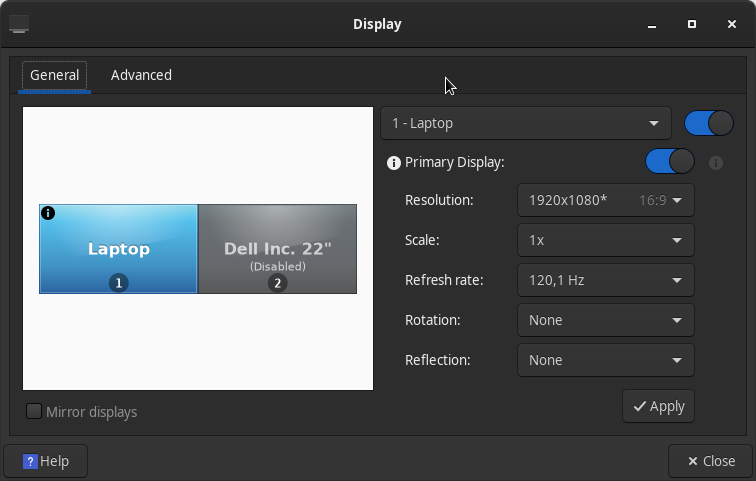 Display
General Advanced
1 - Laptop
Primary Display:
Laptop
1
Dell Inc. 22"
(Disabled)
2
Resolution: 1920x1080* 16:9
Scale: 1x
Refresh rate: 120,1 Hz
Rotation: None
Reflection: None
Mirror displays
Apply
Help
Close